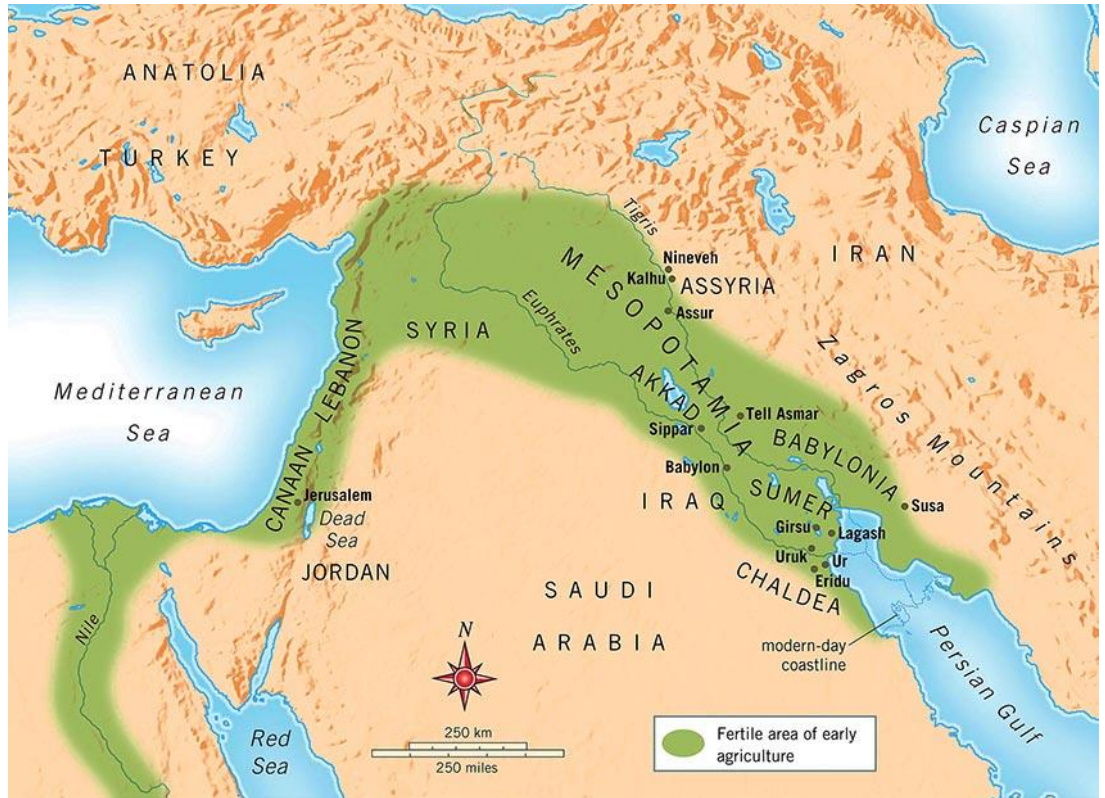 ANATOLIA
TURKEY
Caspian
Sea
Tigris
IRAN
Nineveh
Kalhu
ASSYRIA
MESOPOTAMIA
Assur
Euphrates
SYRIA
LEBANON
Zagros Mountains
Mediterranean
Sea
AKKAD
Tell Asmar
Sippar
BABYLONIA
Babylon
CANAAN
Jerusalem
IRAQ
SUMER
Susa
Dead
Sea
Girsu
Lagash
Uruk
Ur
JORDAN
Eridu
CHALDEA
SAUDI
ARABIA
Nile
N
modern-day
coastline
Persian Gulf
250 km
250 miles
Red
Sea
Fertile area of early
agriculture